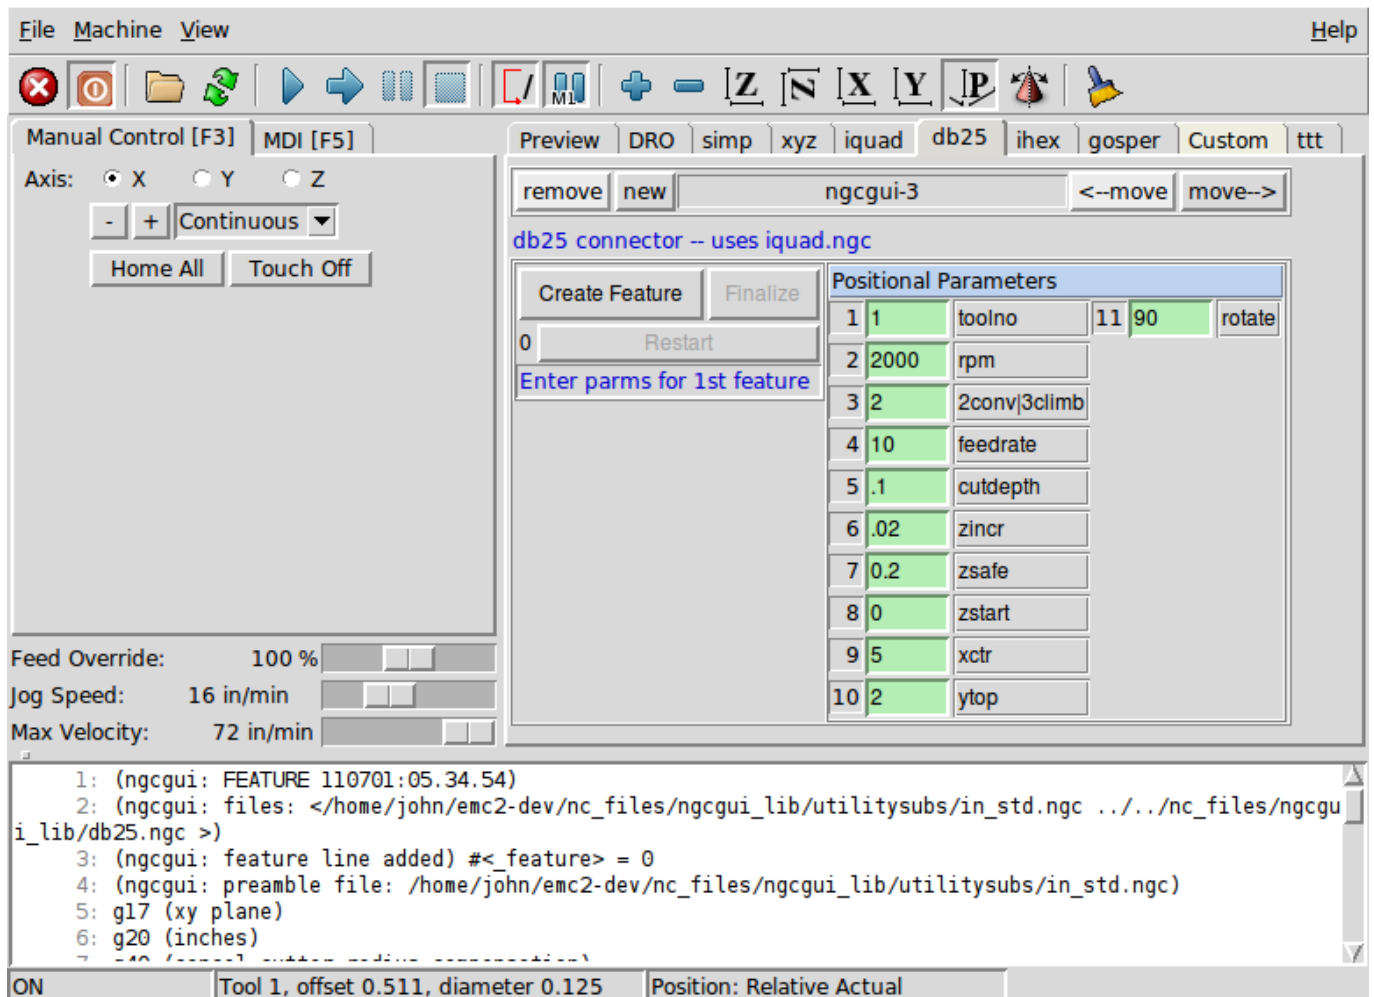 File Machine View Help
Z N X Y P
M1
Manual Control [F3] MDI [F5]
Preview DRO simp xyz iquad db25 ihex gosper Custom ttt
Axis: X Y Z
- + Continuous
Home All Touch Off
remove new ngcgui-3 <--move move-->
db25 connector -- uses iquad.ngc
Create Feature Finalize
0 Restart
Enter parms for 1st feature
Positional Parameters
1 1 toolno 11 90 rotate
2 2000 rpm
3 2 2conv|3climb
4 10 feedrate
5 .1 cutdepth
6 .02 zincr
7 0.2 zsafe
8 0 zstart
9 5 xctr
10 2 ytop
Feed Override: 100 %
Jog Speed: 16 in/min
Max Velocity: 72 in/min
1: (ngcgui: FEATURE 110701:05.34.54)
2: (ngcgui: files: </home/john/emc2-dev/nc_files/ngcgui_lib/utilitysubs/in_std.ngc ../../nc_files/ngcgu
i_lib/db25.ngc >)
3: (ngcgui: feature line added) #<_feature> = 0
4: (ngcgui: preamble file: /home/john/emc2-dev/nc_files/ngcgui_lib/utilitysubs/in_std.ngc)
5: g17 (xy plane)
6: g20 (inches)
ON Tool 1, offset 0.511, diameter 0.125 Position: Relative Actual